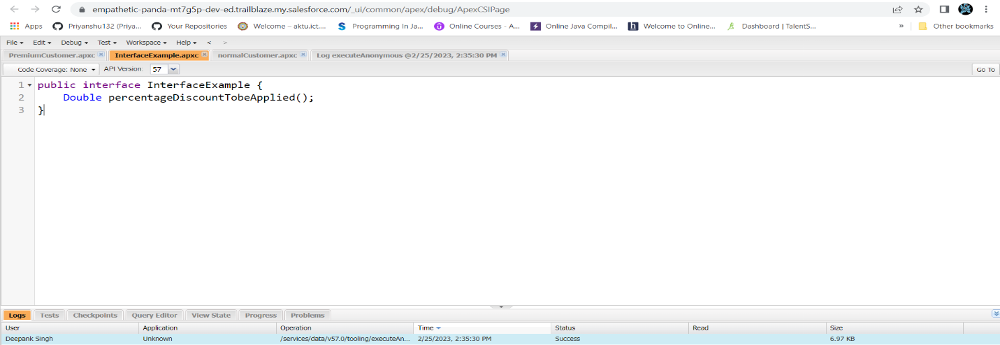 empathetic-panda-mt7g5p-dev-ed.trailblaze.my.salesforce.com/_ui/common/apex/debug/ApexCSIPage
Apps Priyanshu132 (Priya... Your Repositories Welcome – aktu.ict.... Programming In Ja... Online Courses - A... Online Java Compil... Welcome to Online... Dashboard | TalentS... » Other bookmarks
File Edit Debug Test Workspace Help < >
PremiumCustomer.apxc InterfaceExample.apxc normalCustomer.apxc Log executeAnonymous @2/25/2023, 2:35:30 PM
Code Coverage: None API Version: 57 Go To
1 public interface InterfaceExample {
2 Double percentageDiscountTobeApplied();
3 }
Logs Tests Checkpoints Query Editor View State Progress Problems
User Application Operation Time Status Read Size
Deepank Singh Unknown /services/data/v57.0/tooling/executeAn... 2/25/2023, 2:35:30 PM Success 6.97 KB